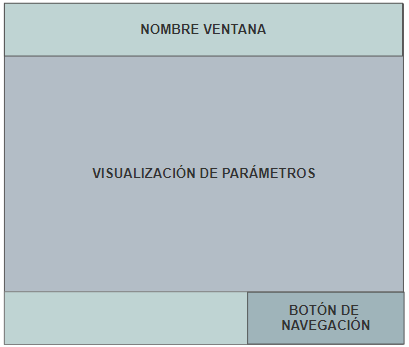 NOMBRE VENTANA
VISUALIZACIÓN DE PARÁMETROS
BOTÓN DE
NAVEGACIÓN